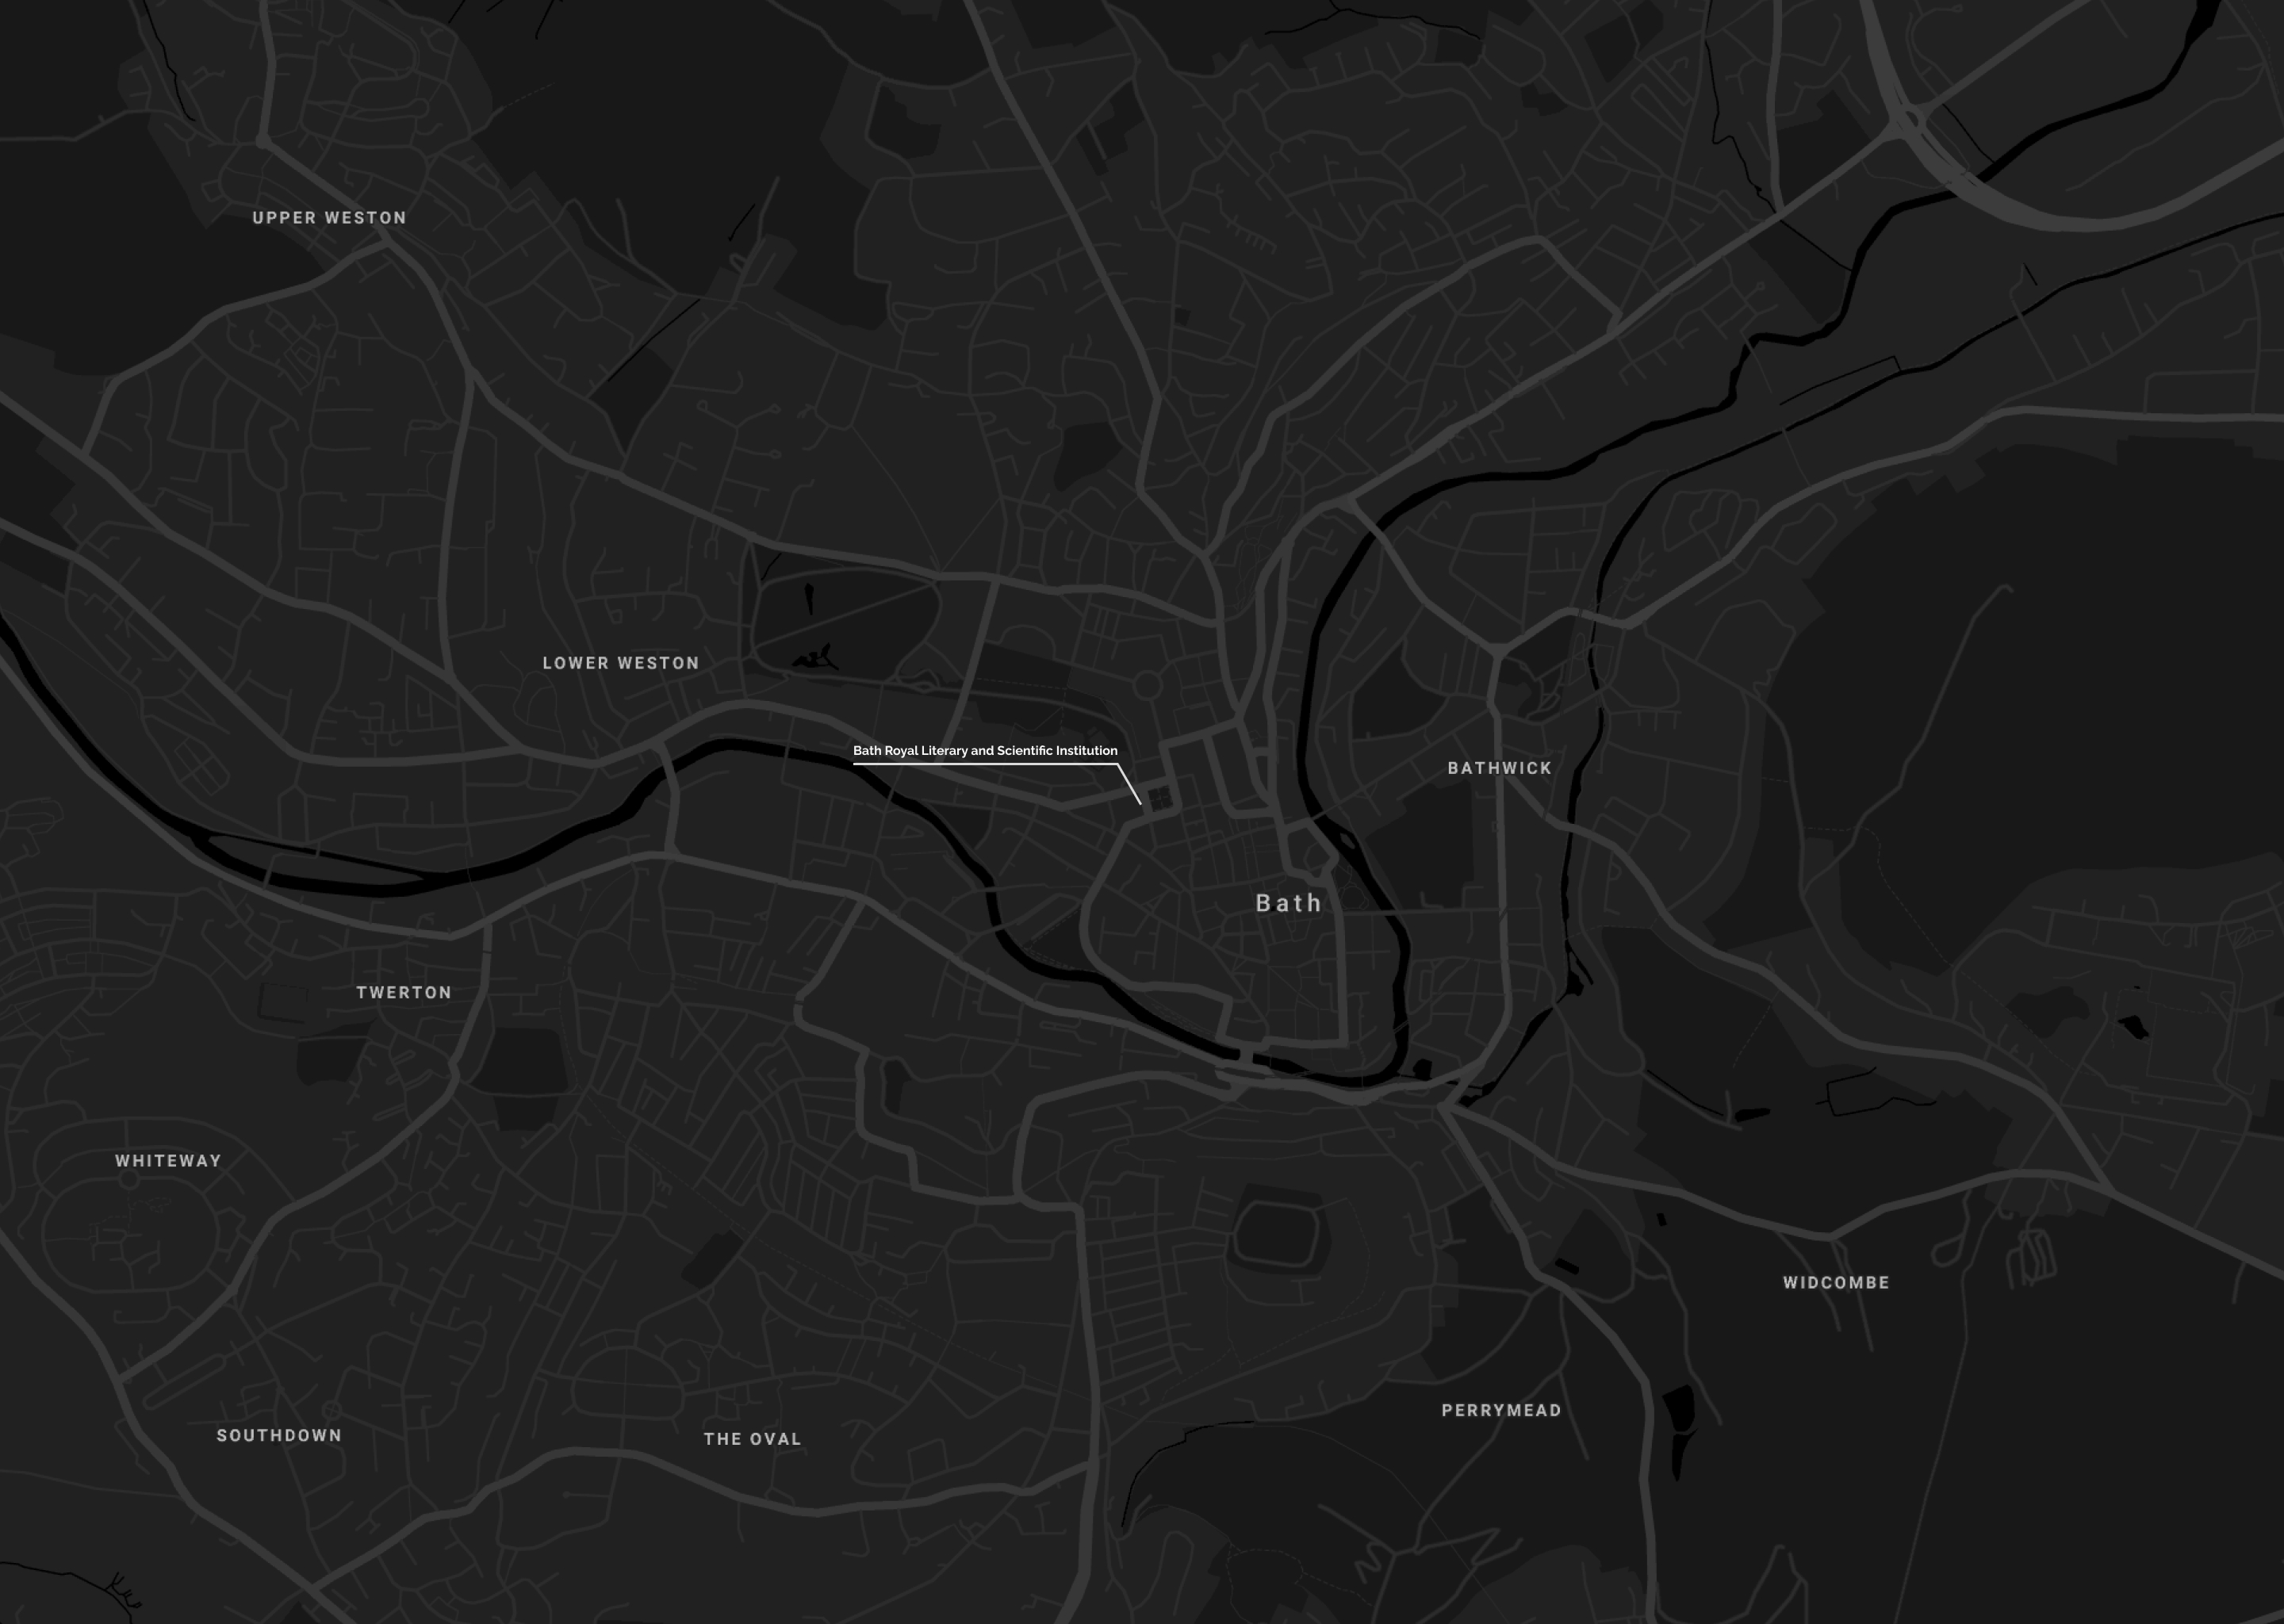 UPPER WESTON
LOWER WESTON
Bath Royal Literary and Scientific Institution
BATHWICK
Bath
TWERTON
WHITEWAY
WIDCOMBE
PERRYMEAD
SOUTHDOWN
THE OVAL